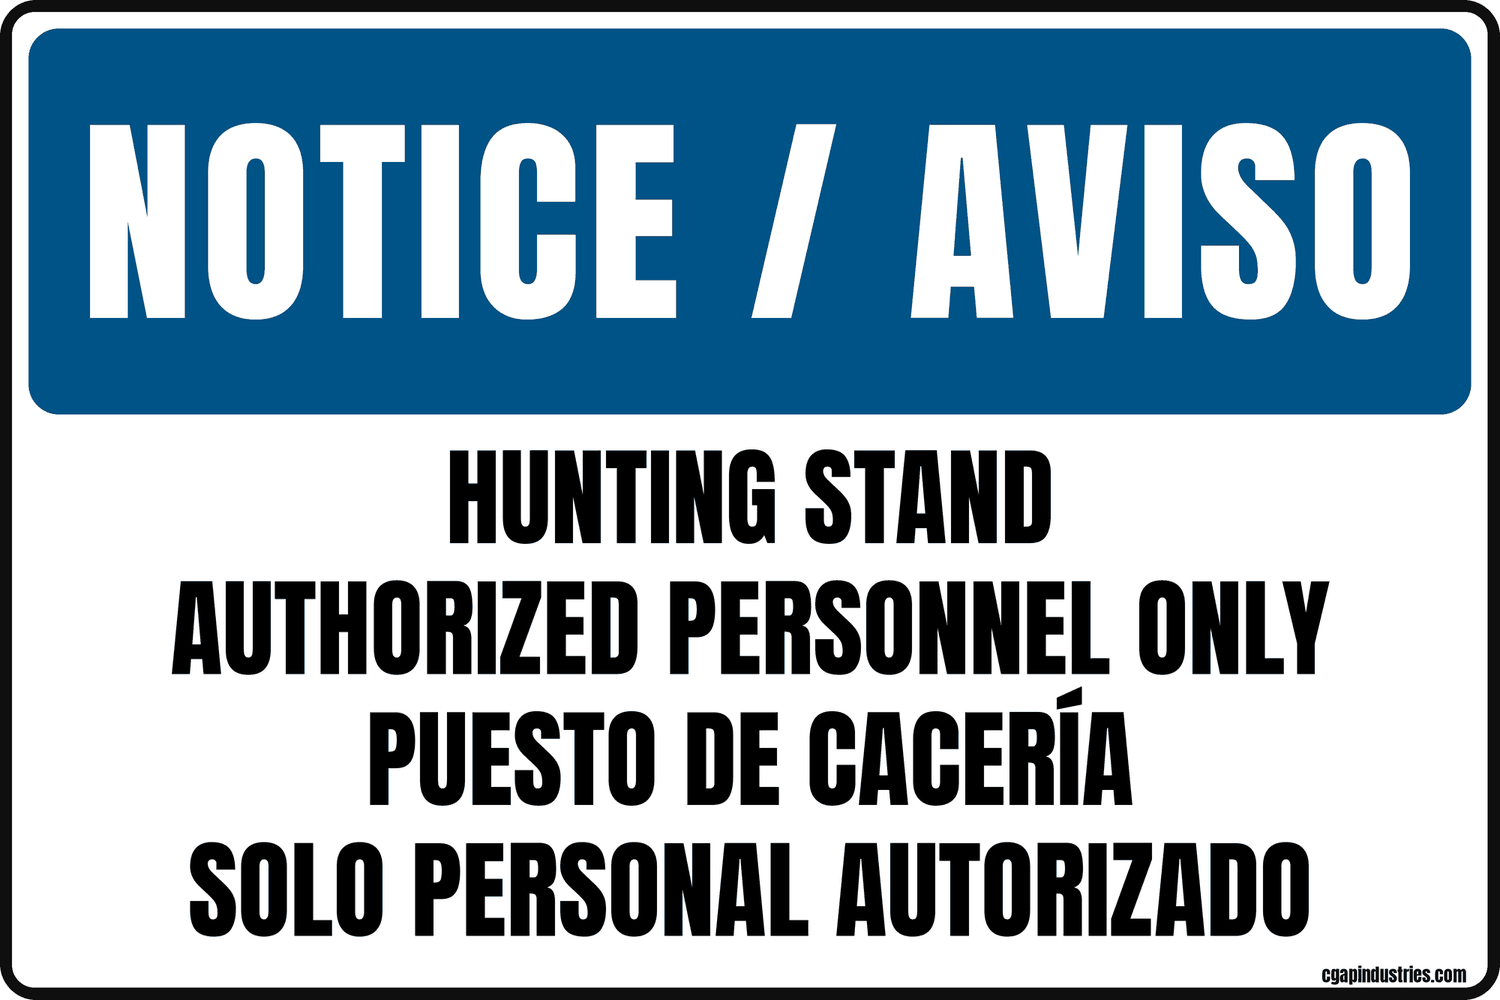 NOTICE / AVISO
HUNTING STAND
AUTHORIZED PERSONNEL ONLY
PUESTO DE CACERÍA
SOLO PERSONAL AUTORIZADO
cgapindustries.com